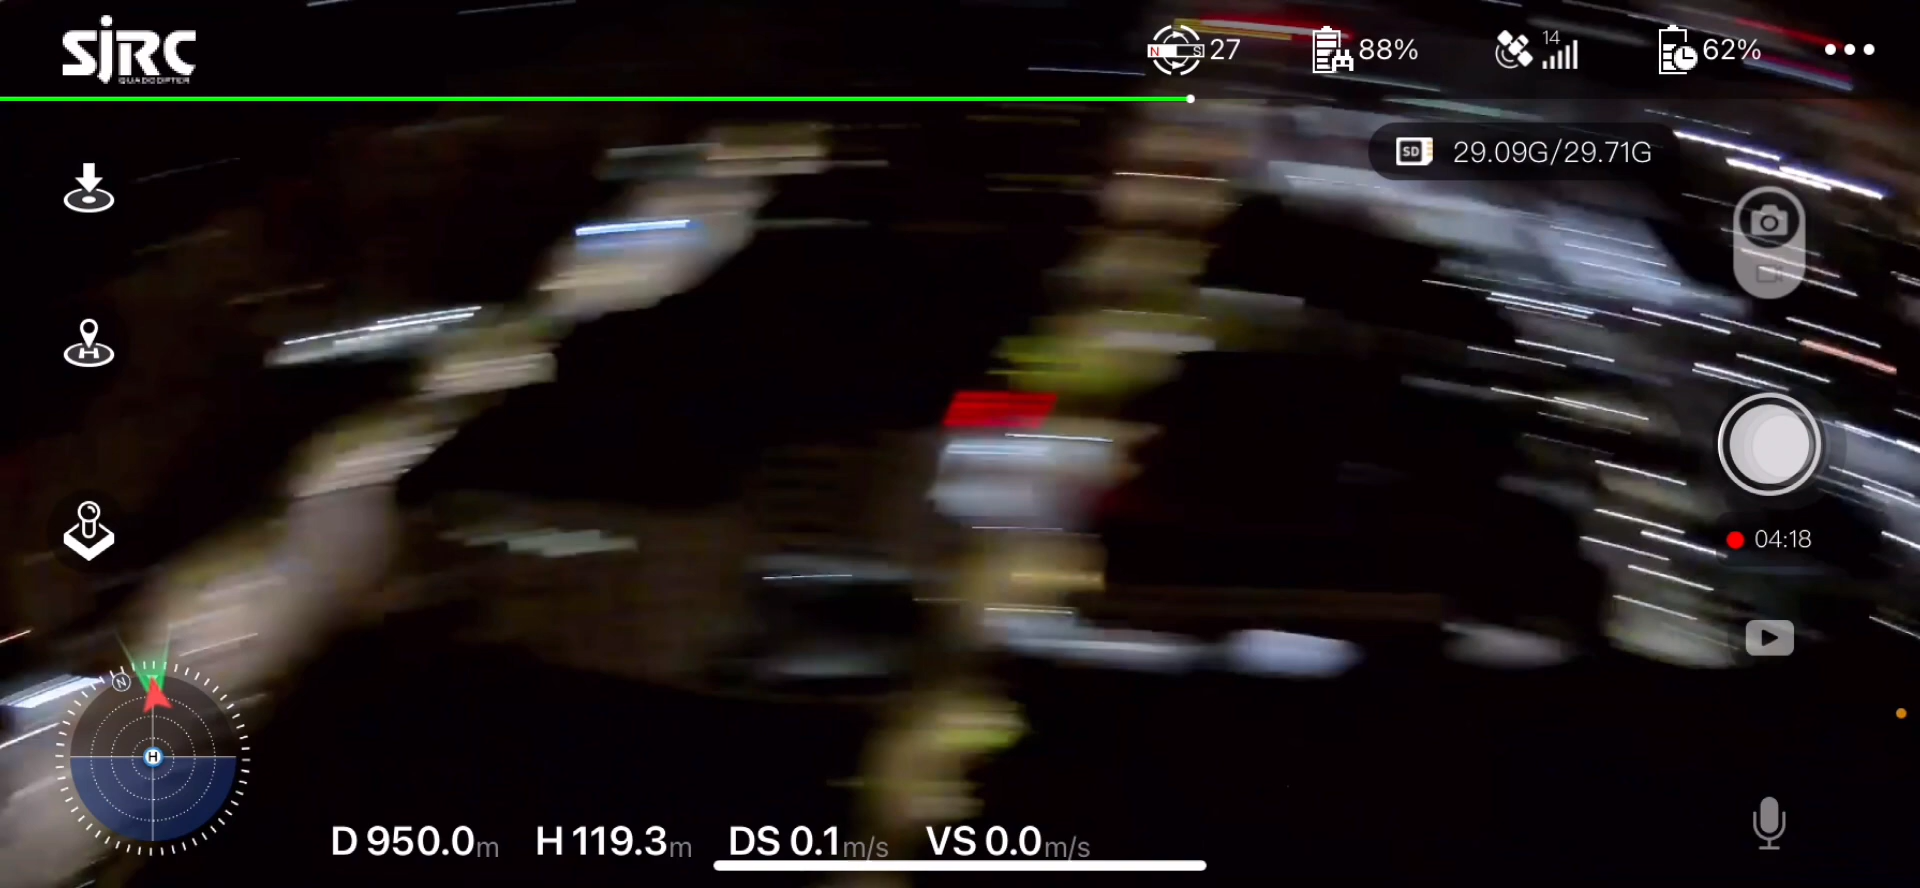 SJRC
QUADCOPTER
N S 27
88%
14
62%
SD 29.09G/29.71G
04:18
N
H
D 950.0m H 119.3m DS 0.1m/s VS 0.0m/s